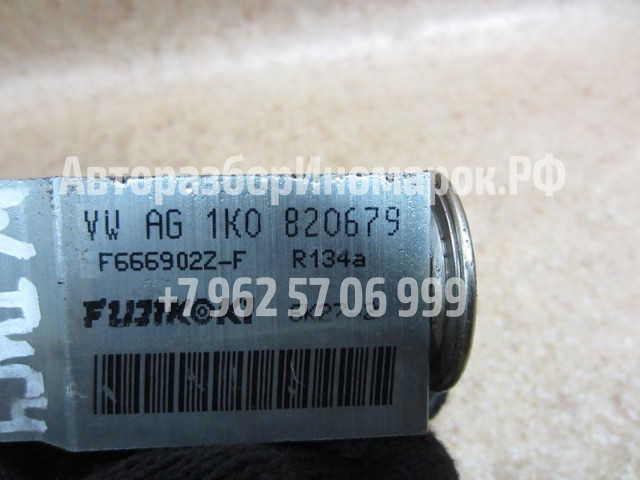 АвторазборИномарок.РФ
VW AG 1K0 820679
F666902Z-F R134a
+7 962 57 06 999
FUJIKOKI